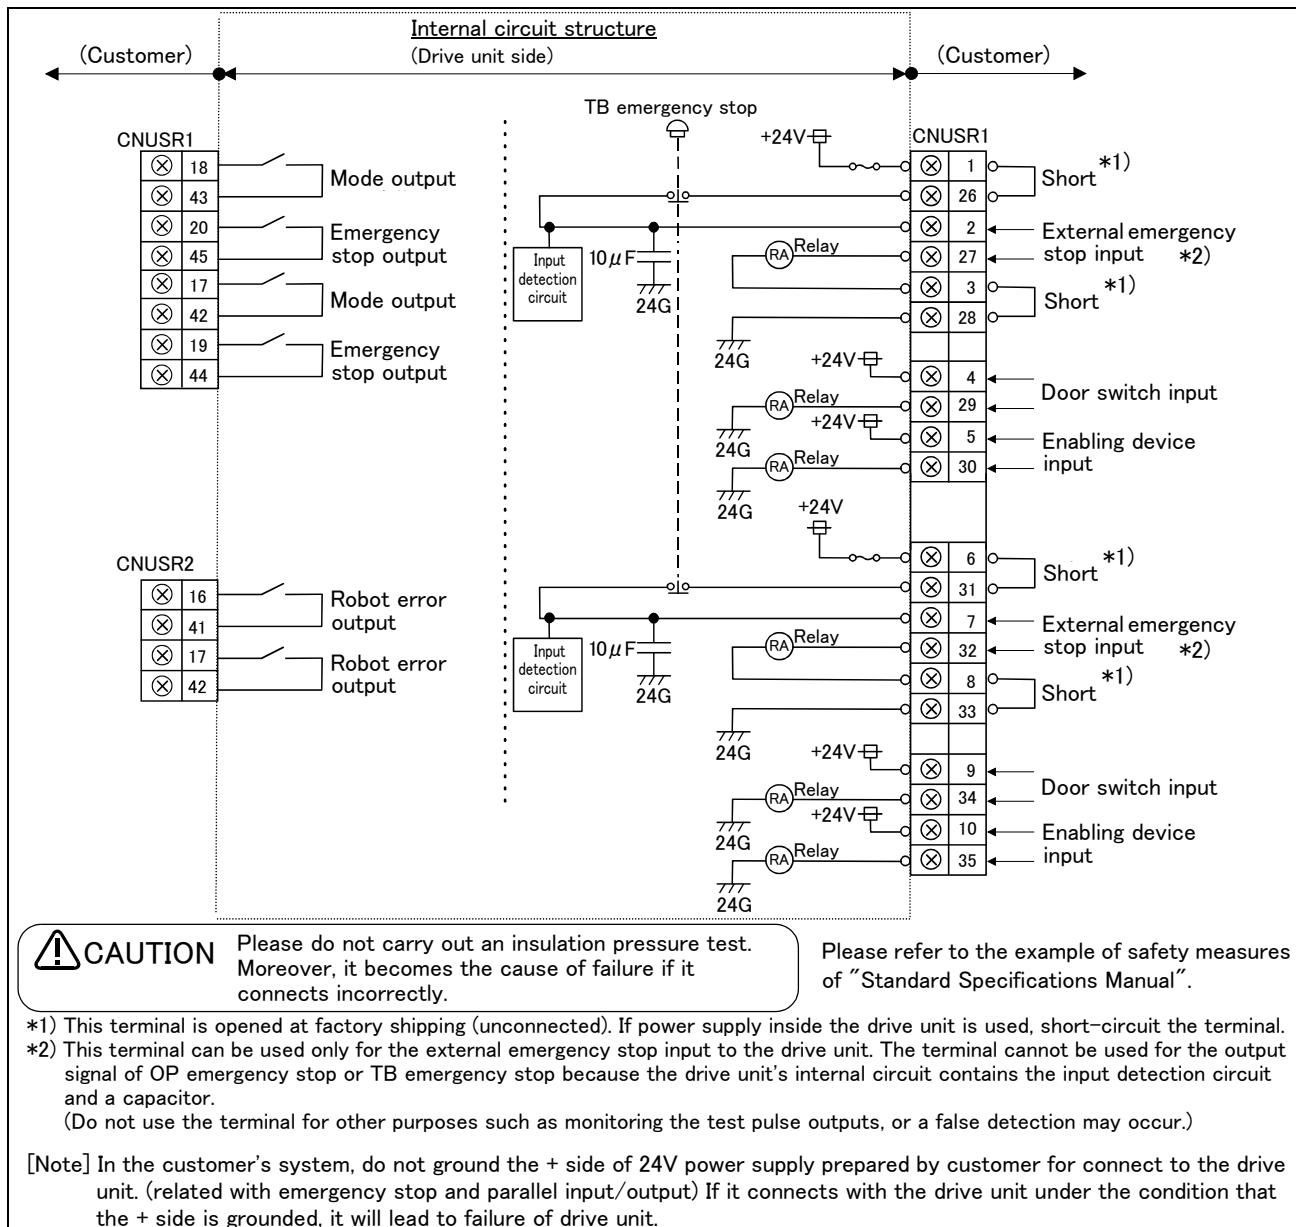 Internal circuit structure
(Customer)
(Drive unit side)
(Customer)
TB emergency stop
CNUSR1
18
43
Mode output
20
45
Emergency
stop output
17
42
Mode output
19
44
Emergency
stop output
CNUSR2
16
41
Robot error
output
17
42
Robot error
output
+24V
CNUSR1
1
26
Short *1)
2
27
External emergency
stop input *2)
3
28
Short *1)
Input
detection
circuit
10μF
24G
RA
Relay
24G
+24V
4
29
Door switch input
RA
Relay
24G
+24V
5
30
Enabling device
input
RA
Relay
24G
+24V
6
31
Short *1)
7
32
External emergency
stop input *2)
8
33
Short *1)
Input
detection
circuit
10μF
24G
RA
Relay
24G
+24V
9
34
Door switch input
RA
Relay
24G
+24V
10
35
Enabling device
input
RA
Relay
24G
CAUTION
Please do not carry out an insulation pressure test.
Moreover, it becomes the cause of failure if it
connects incorrectly.
Please refer to the example of safety measures
of "Standard Specifications Manual".
*1) This terminal is opened at factory shipping (unconnected). If power supply inside the drive unit is used, short-circuit the terminal.
*2) This terminal can be used only for the external emergency stop input to the drive unit. The terminal cannot be used for the output
signal of OP emergency stop or TB emergency stop because the drive unit's internal circuit contains the input detection circuit
and a capacitor.
(Do not use the terminal for other purposes such as monitoring the test pulse outputs, or a false detection may occur.)
[Note] In the customer's system, do not ground the + side of 24V power supply prepared by customer for connect to the drive
unit. (related with emergency stop and parallel input/output) If it connects with the drive unit under the condition that
the + side is grounded, it will lead to failure of drive unit.